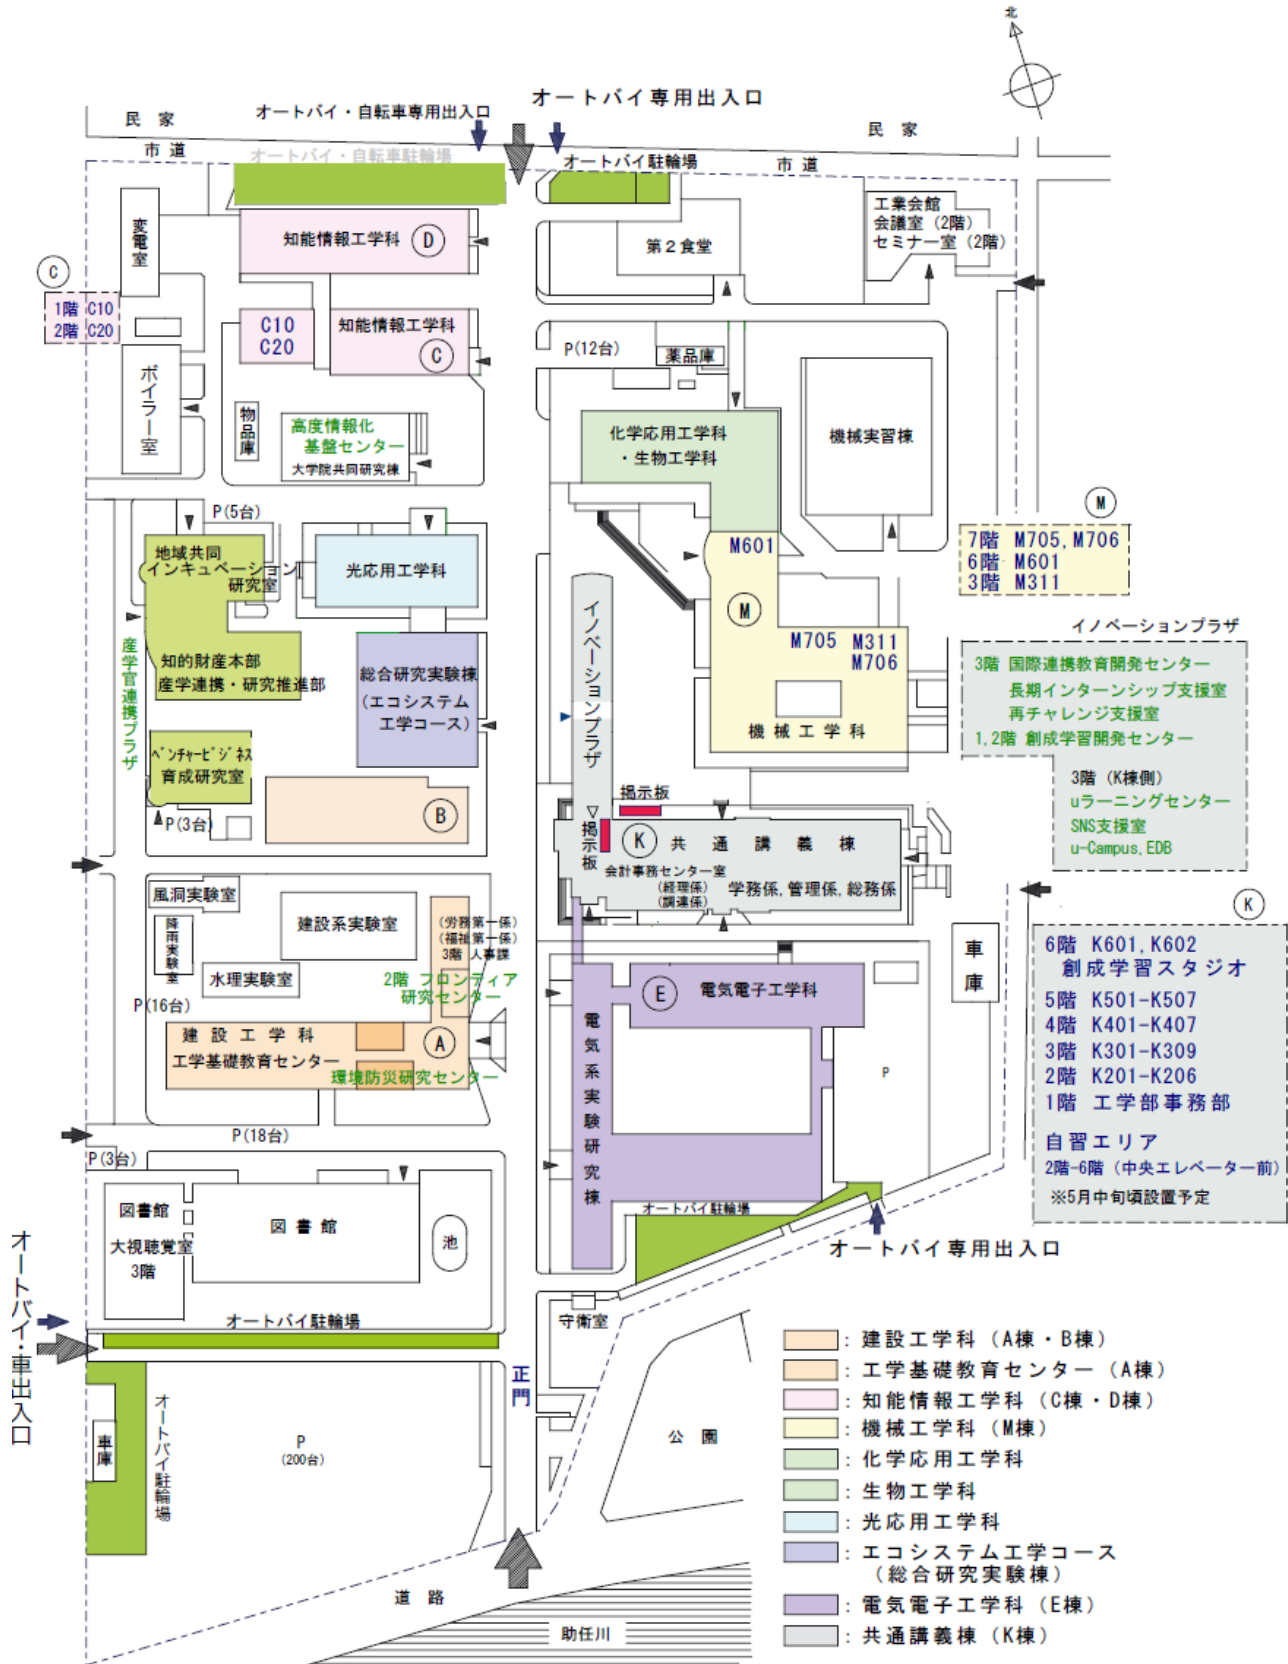 北
オートバイ専用出入口
オートバイ・自転車専用出入口
民 家
民 家
市 道
オートバイ・自転車駐輪場
オートバイ駐輪場
市 道
変電室
知能情報工学科
D
第２食堂
工業会館
会議室（2階）
セミナー室（2階）
C
1階 C10
2階 C20
C10
C20
知能情報工学科
C
P(12台)
薬品庫
ボイラー室
物品庫
高度情報化
基盤センター
大学院共同研究棟
化学応用工学科
・生物工学科
機械実習棟
P(5台)
地域共同
インキュベーション
研究室
光応用工学科
M601
M
7階 M705, M706
6階 M601
3階 M311
M
M705 M311
M706
機械工学科
イノベーションプラザ
イノベーションプラザ
3階 国際連携教育開発センター
長期インターンシップ支援室
再チャレンジ支援室
1, 2階 創成学習開発センター
3階（K棟側）
uラーニングセンター
SNS支援室
u-Campus, EDB
産学官連携プラザ
知的財産本部
産学連携・研究推進部
総合研究実験棟
（エコシステム
工学コース）
ベンチャービジネス
育成研究室
P(3台)
B
掲示板
▽掲示板
K
共通講義棟
会計事務センター室
（経理係）
（調達係）
学務係, 管理係, 総務係
風洞実験室
降雨実験室
建設系実験室
水理実験室
（労務第一係）
（福祉第一係）
3階 人事課
2階 フロンティア
研究センター
P(16台)
建設工学科
工学基礎教育センター
A
環境防災研究センター
E
電気電子工学科
電気系実験研究棟
車庫
P
K
6階 K601, K602
創成学習スタジオ
5階 K501-K507
4階 K401-K407
3階 K301-K309
2階 K201-K206
1階 工学部事務部
自習エリア
2階-6階（中央エレベーター前）
※5月中旬頃設置予定
P(18台)
P(3台)
図書館
大視聴覚室
3階
図書館
池
オートバイ駐輪場
オートバイ専用出入口
オートバイ・車出入口
オートバイ駐輪場
守衛室
正門
車庫
オートバイ駐輪場
P
(200台)
公園
道路
助任川
：建設工学科（A棟・B棟）
：工学基礎教育センター（A棟）
：知能情報工学科（C棟・D棟）
：機械工学科（M棟）
：化学応用工学科
：生物工学科
：光応用工学科
：エコシステム工学コース
（総合研究実験棟）
：電気電子工学科（E棟）
：共通講義棟（K棟）